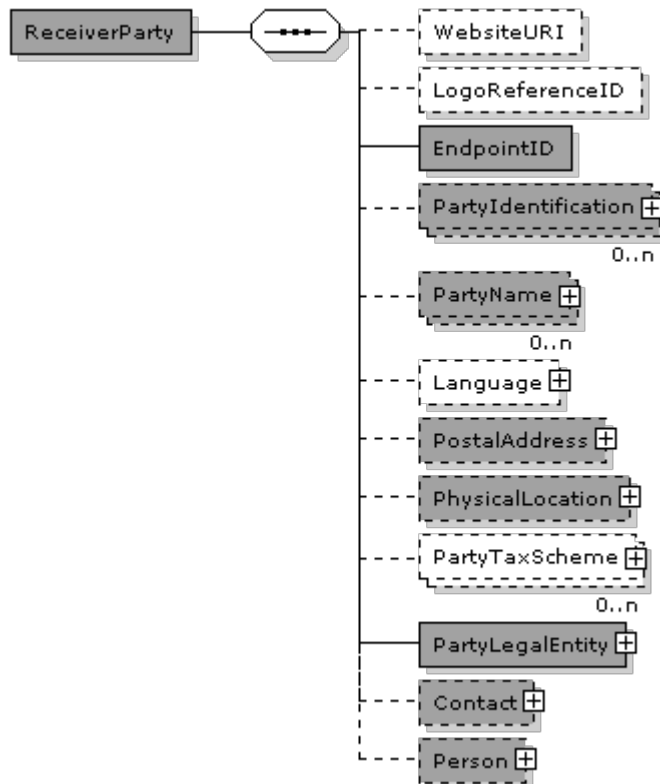 ReceiverParty
WebsiteURI
LogoReferenceID
EndpointID
PartyIdentification
0..n
PartyName
0..n
Language
PostalAddress
PhysicalLocation
PartyTaxScheme
0..n
PartyLegalEntity
Contact
Person